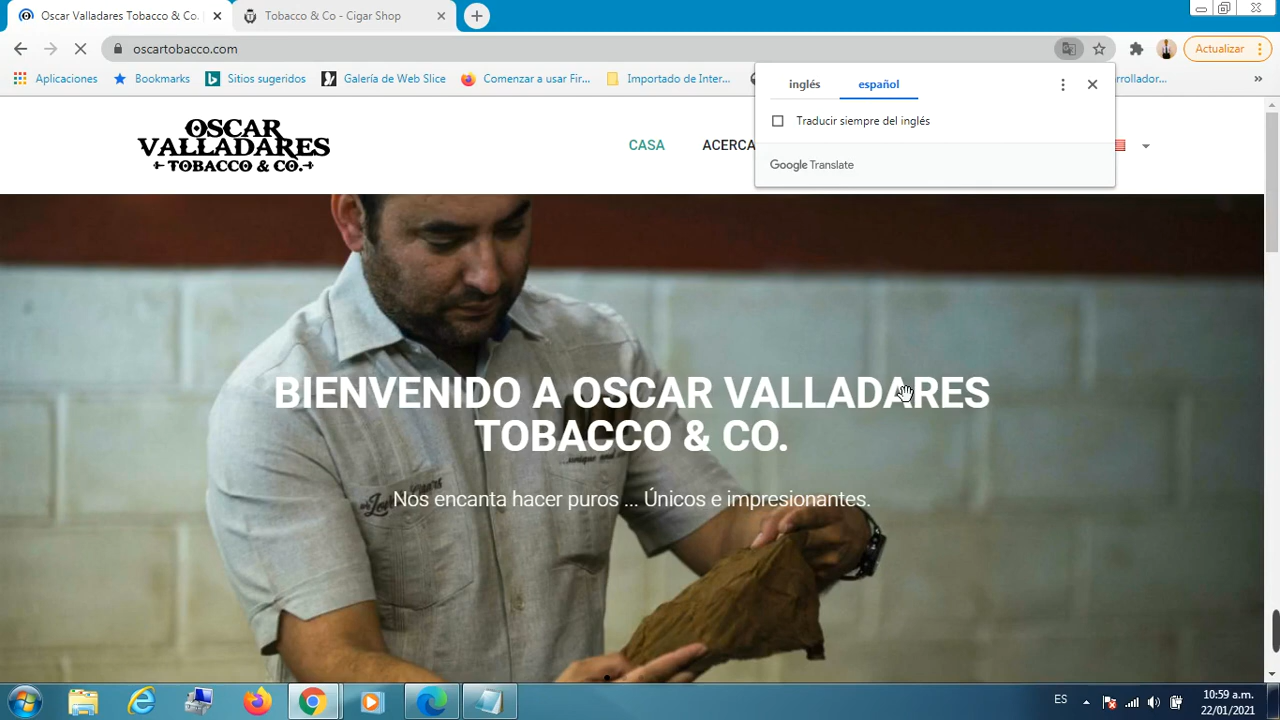 Oscar Valladares Tobacco & Co.
Tobacco & Co - Cigar Shop
oscartobacco.com
Actualizar
Aplicaciones
Bookmarks
Sitios sugeridos
Galería de Web Slice
Comenzar a usar Fir...
Importado de Inter...
rrollador...
»
inglés
español
Traducir siempre del inglés
Google Translate
OSCAR
VALLADARES
TOBACCO & CO.
CASA
ACERCA
BIENVENIDO A OSCAR VALLADARES
TOBACCO & CO.
Nos encanta hacer puros ... Únicos e impresionantes.
ES
10:59 a.m.
22/01/2021